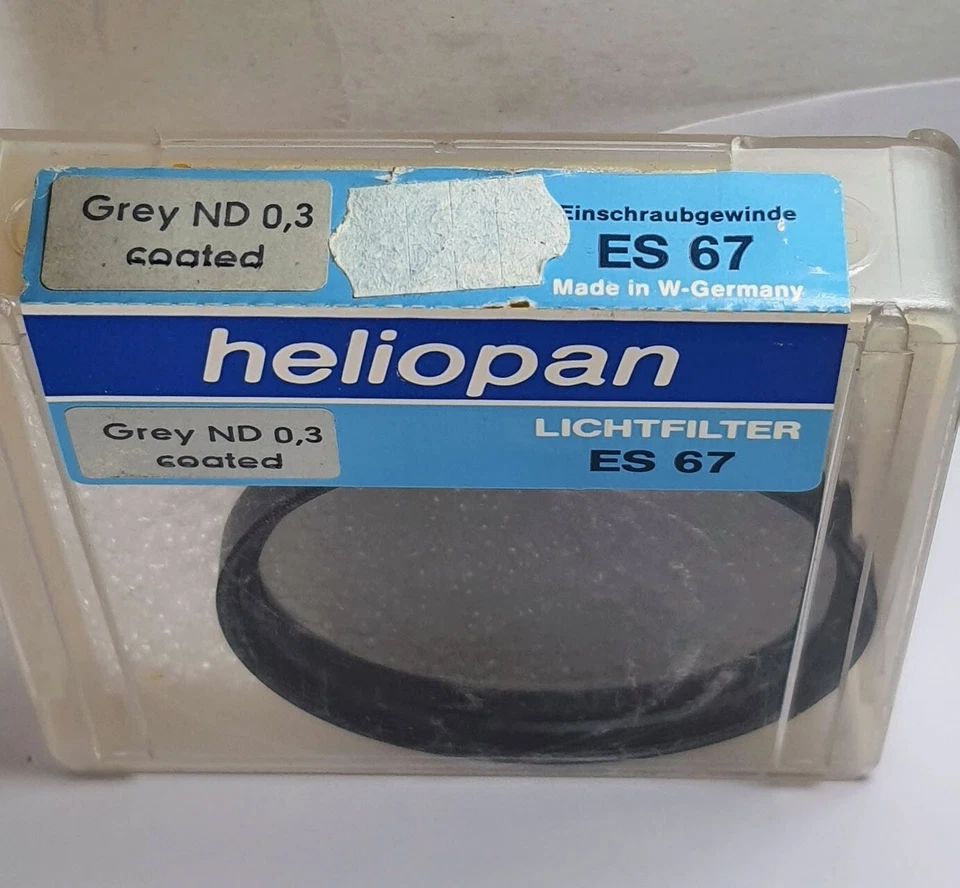 Grey ND 0,3
coated
Einschraubgewinde
ES 67
Made in W-Germany
heliopan
Grey ND 0,3
coated
LICHTFILTER
ES 67